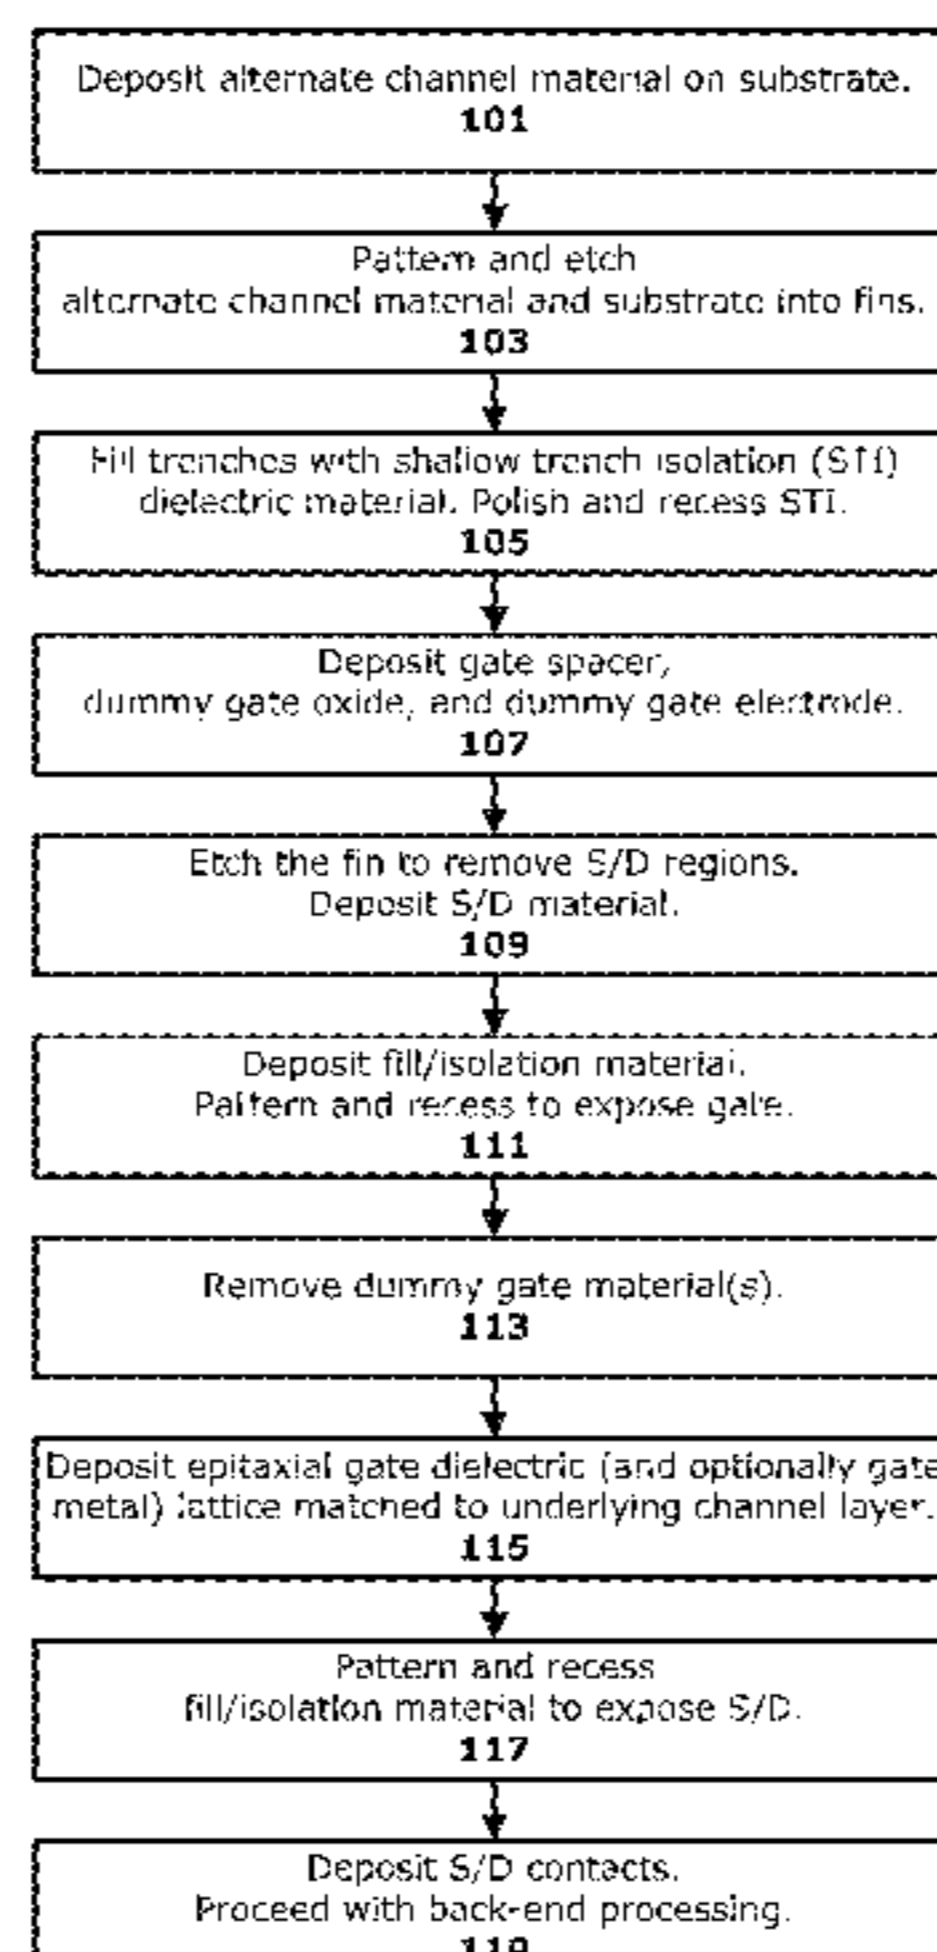 Deposit alternate channel material on substrate.
101
Pattern and etch
alternate channel material and substrate into fins.
103
Fill trenches with shallow trench isolation (STI)
dielectric material. Polish and recess STI.
105
Deposit gate spacer,
dummy gate oxide, and dummy gate electrode.
107
Etch the fin to remove S/D regions.
Deposit S/D material.
109
Deposit fill/isolation material.
Pattern and recess to expose gate.
111
Remove dummy gate material(s).
113
Deposit epitaxial gate dielectric (and optionally gate
metal) lattice matched to underlying channel layer.
115
Pattern and recess
fill/isolation material to expose S/D.
117
Deposit S/D contacts.
Proceed with back-end processing.
119